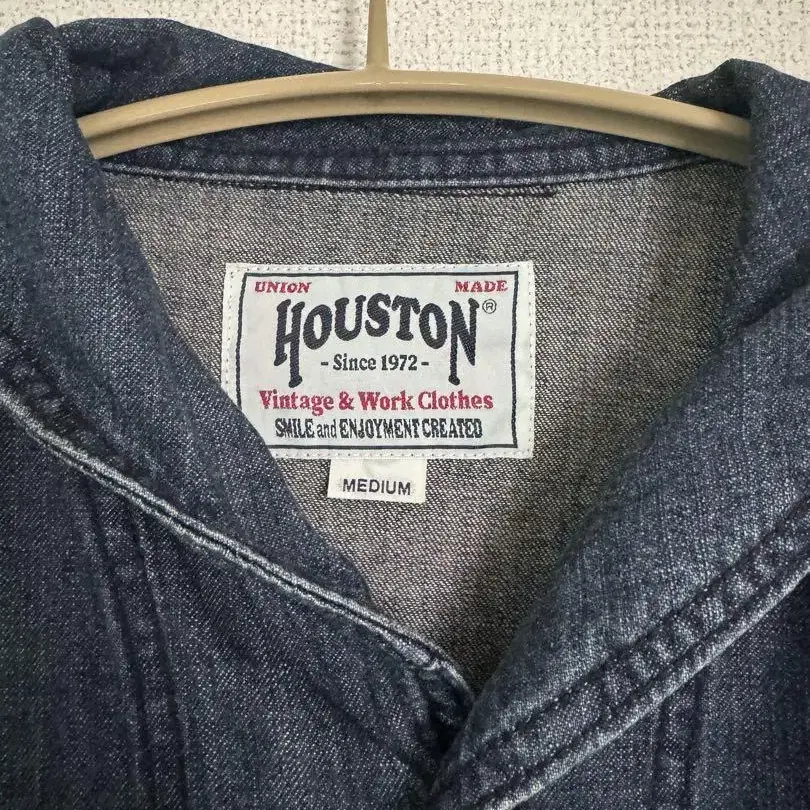 UNION MADE
HOUSTON®
- Since 1972 -
Vintage & Work Clothes
SMILE and ENJOYMENT CREATED
MEDIUM